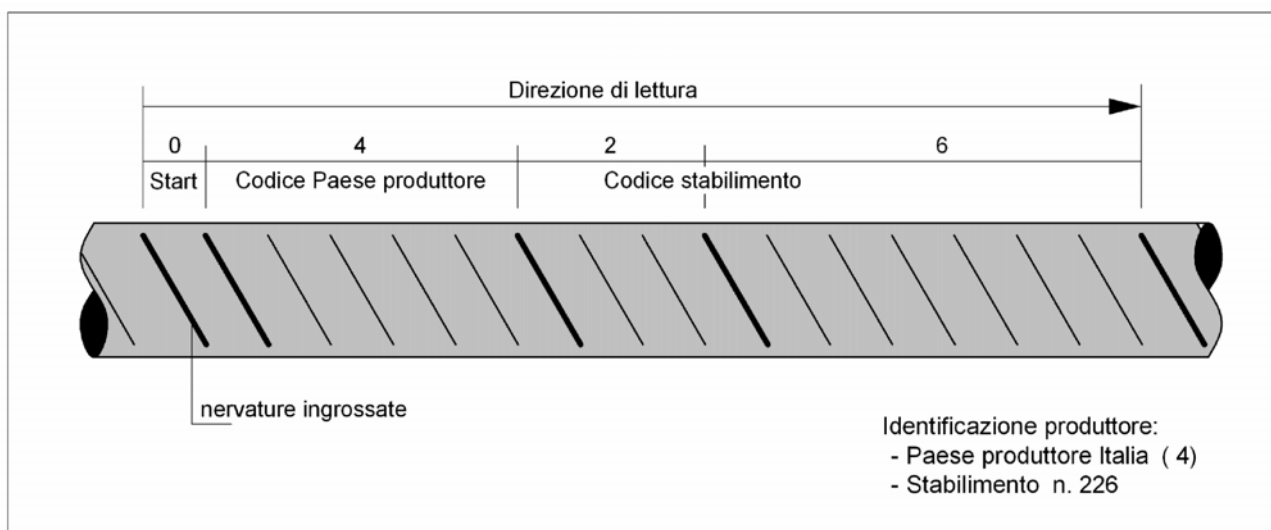 Direzione di lettura
0 4 2 6
Start Codice Paese produttore Codice stabilimento
nervature ingrossate
Identificazione produttore:
- Paese produttore Italia ( 4)
- Stabilimento n. 226